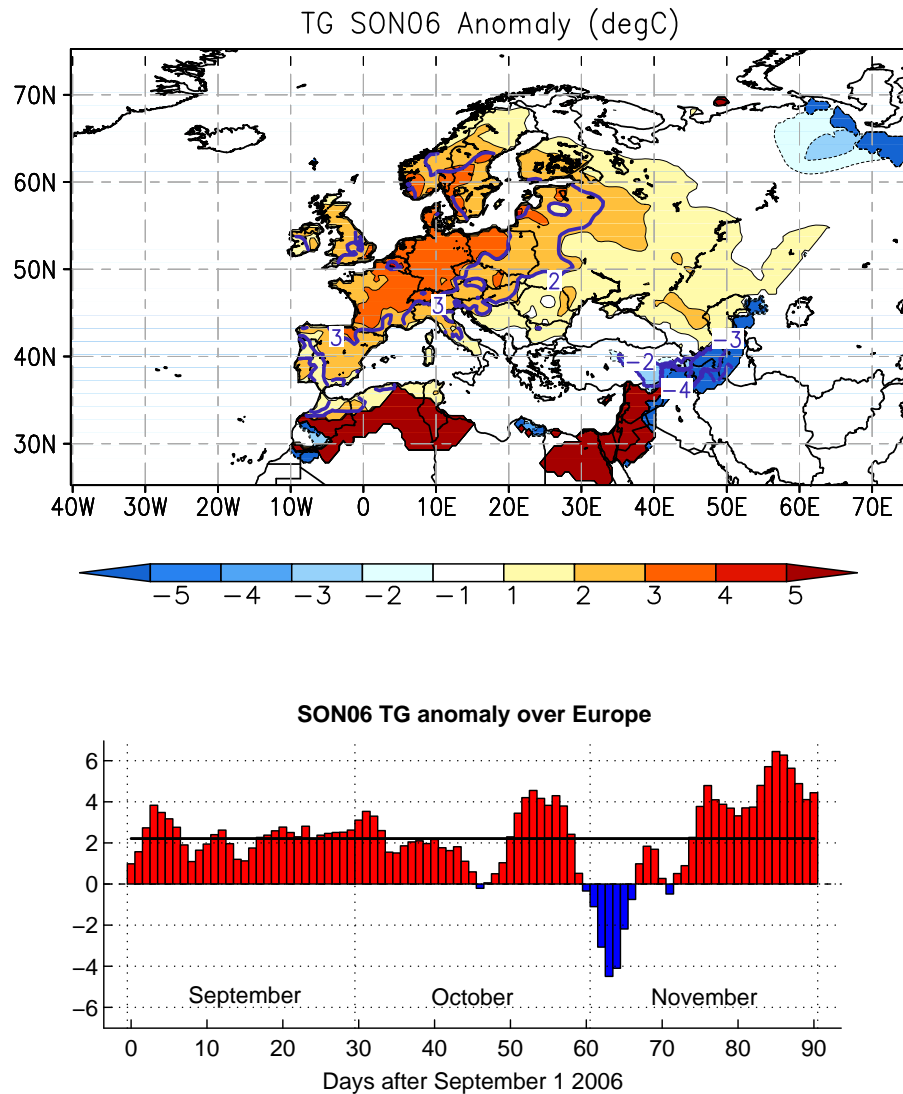 TG SON06 Anomaly (degC)
70N
60N
50N
40N
30N
2
3
3
−3
−2
−4
40W 30W 20W 10W 0 10E 20E 30E 40E 50E 60E 70E
−5 −4 −3 −2 −1 1 2 3 4 5
SON06 TG anomaly over Europe
6
4
2
0
−2
−4
−6
September October November
0 10 20 30 40 50 60 70 80 90
Days after September 1 2006